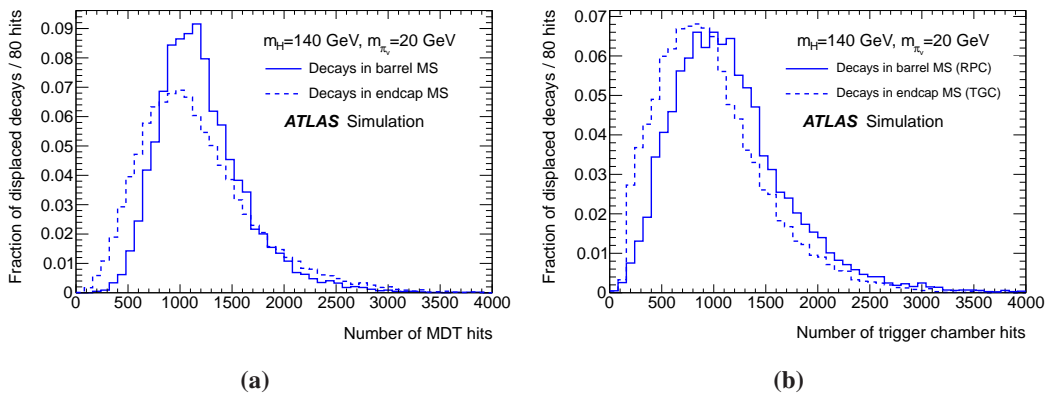 Fraction of displaced decays / 80 hits
0.09
0.08
0.07
0.06
0.05
0.04
0.03
0.02
0.01
0
m_H=140 GeV, m_{π_v}=20 GeV
Decays in barrel MS
Decays in endcap MS
ATLAS Simulation
0 500 1000 1500 2000 2500 3000 3500 4000
Number of MDT hits
(a)
Fraction of displaced decays / 80 hits
0.07
0.06
0.05
0.04
0.03
0.02
0.01
0
m_H=140 GeV, m_{π_v}=20 GeV
Decays in barrel MS (RPC)
Decays in endcap MS (TGC)
ATLAS Simulation
0 500 1000 1500 2000 2500 3000 3500 4000
Number of trigger chamber hits
(b)